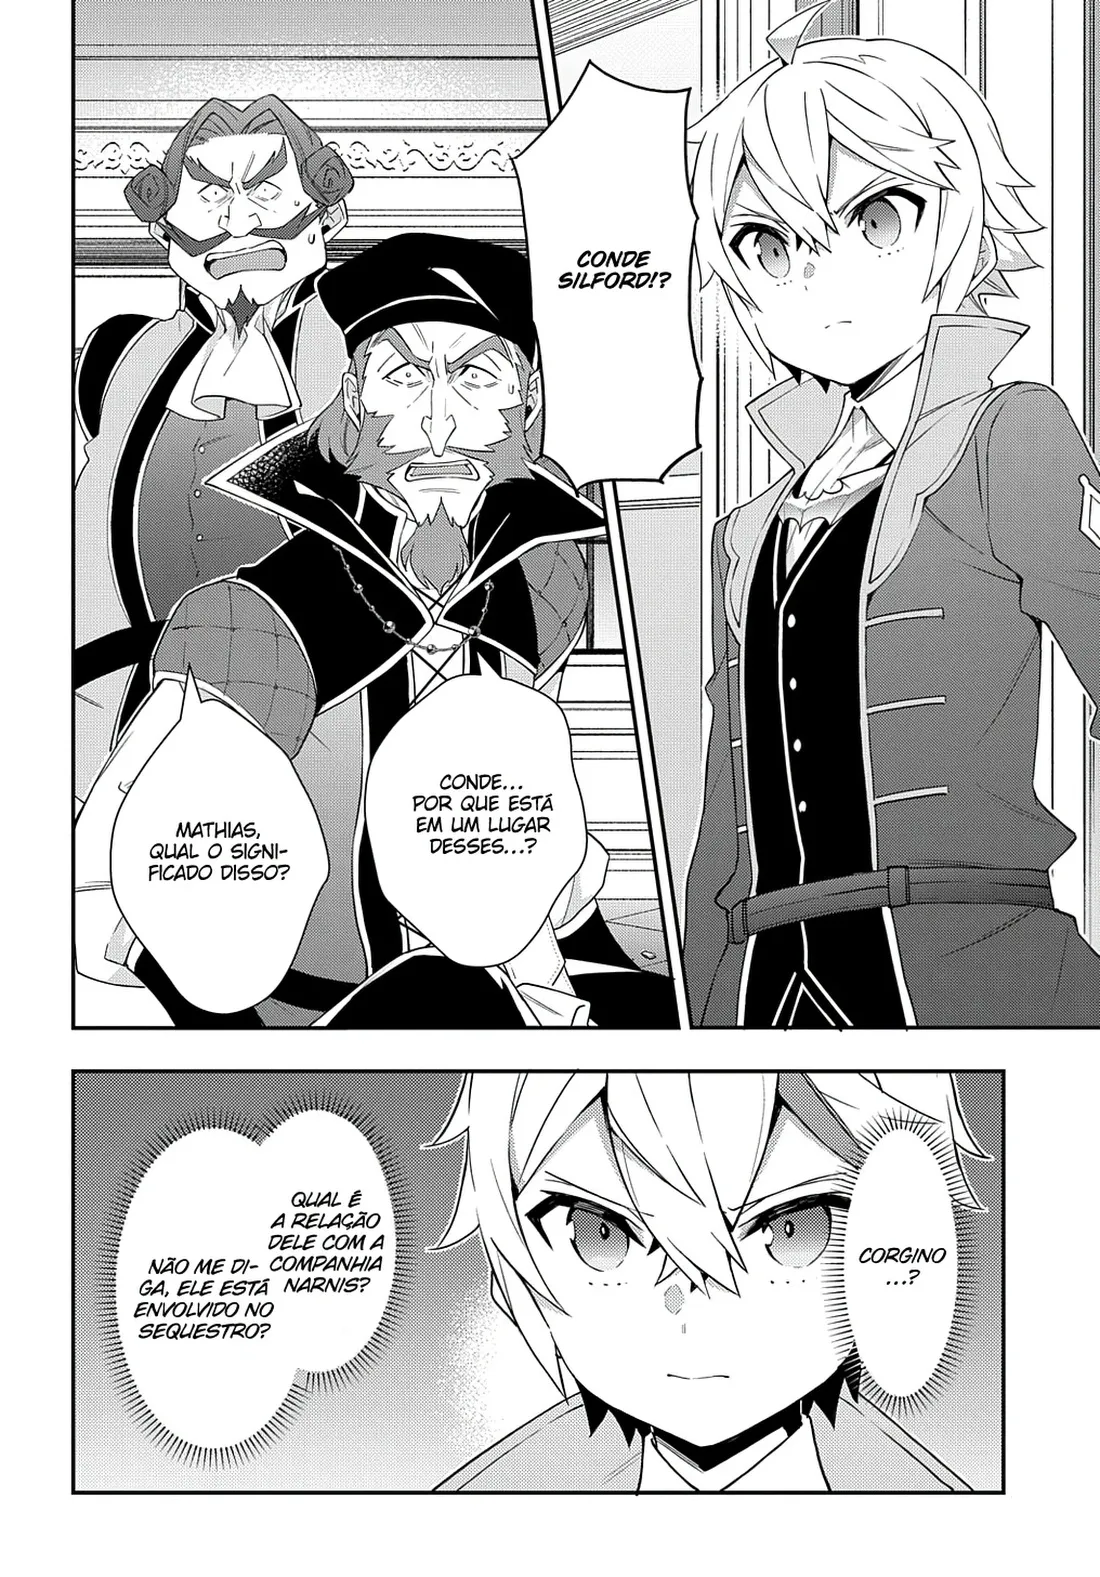 CONDE
SILFORD!?
CONDE...
POR QUE ESTÁ
EM UM LUGAR
DESSES...?
MATHIAS,
QUAL O SIGNI-
FICADO DISSO?
CORGINO
...?
QUAL É
A RELAÇÃO
DELE COM A
COMPANHIA
NARNIS?
NÃO ME DI-
GA, ELE ESTÁ
ENVOLVIDO NO
SEQUESTRO?